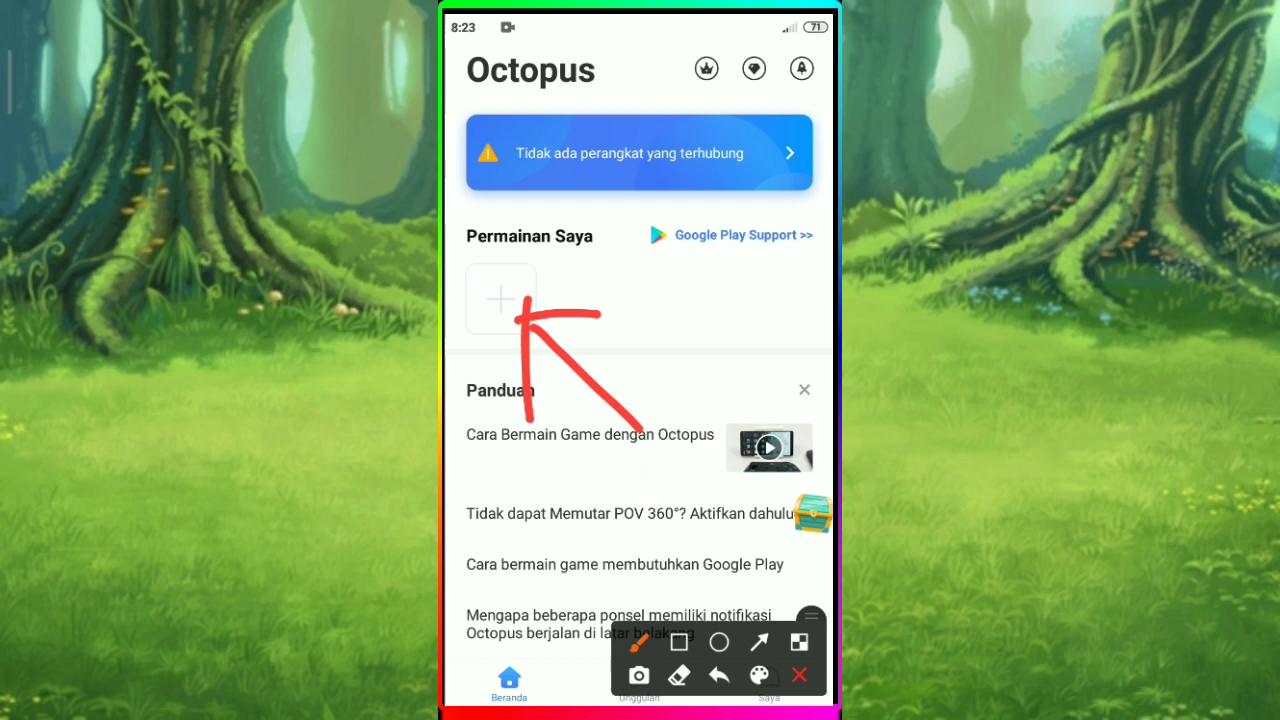 8:23
71
Octopus
Tidak ada perangkat yang terhubung
Permainan Saya
Google Play Support >>
Panduan
Cara Bermain Game dengan Octopus
Tidak dapat Memutar POV 360°? Aktifkan dahulu
Cara bermain game membutuhkan Google Play
Mengapa beberapa ponsel memiliki notifikasi
Octopus berjalan di latar belakang
Beranda
Unggulan
Saya